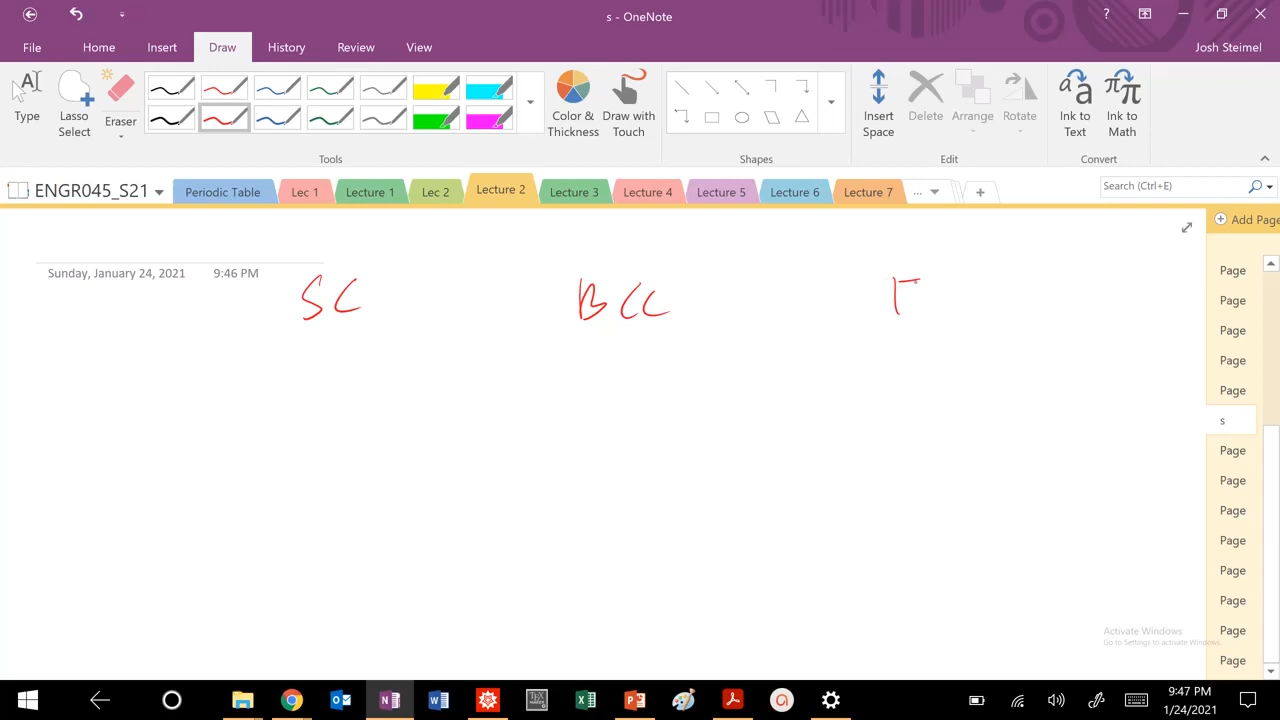 s - OneNote
Josh Steimel
File Home Insert Draw History Review View
Type
Lasso Select
Eraser
Color & Thickness
Draw with Touch
Insert Space
Delete
Arrange
Rotate
Ink to Text
Ink to Math
Tools
Shapes
Edit
Convert
ENGR045_S21
Periodic Table
Lec 1
Lecture 1
Lec 2
Lecture 2
Lecture 3
Lecture 4
Lecture 5
Lecture 6
Lecture 7
...
Search (Ctrl+E)
Add Page
Sunday, January 24, 2021 9:46 PM
SC BCC
Page
Page
Page
Page
Page
s
Page
Page
Page
Page
Page
Page
Page
Page
Activate Windows
Go to Settings to activate Windows.
9:47 PM
1/24/2021